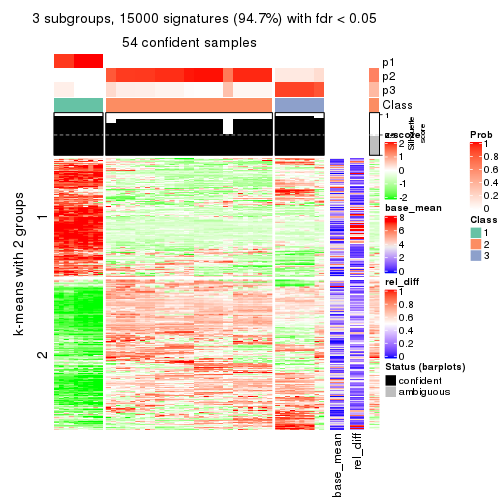 3 subgroups, 15000 signatures (94.7%) with fdr < 0.05
54 confident samples
p1
p2
p3
Class
1
Silhouette
score
k-means with 2 groups
1
2
base_mean
rel_diff
z-score
2
1
0
-1
-2
base_mean
8
6
4
2
0
rel_diff
1
0.8
0.6
0.4
0.2
0
Status (barplots)
confident
ambiguous
Prob
1
0.8
0.6
0.4
0.2
0
Class
1
2
3